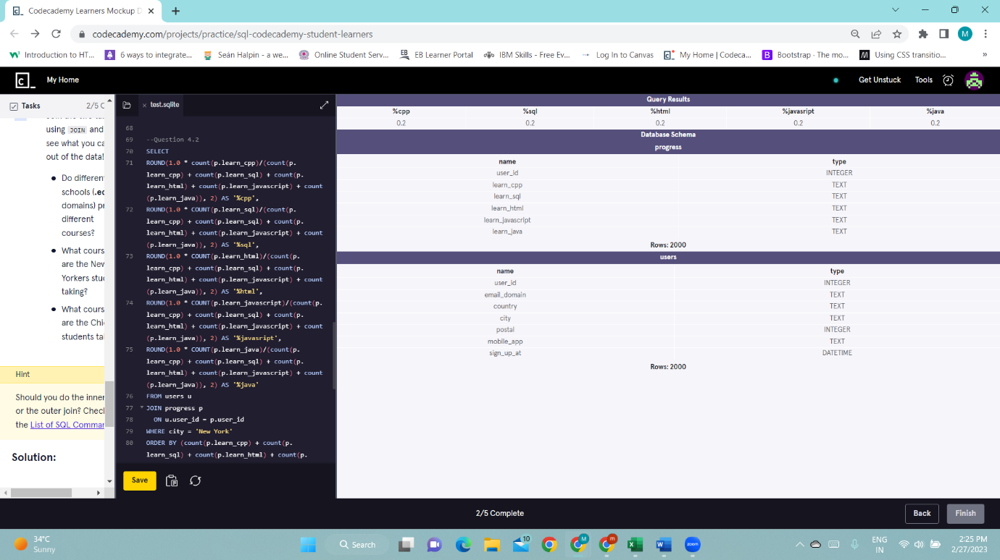 Codecademy Learners Mockup D
codecademy.com/projects/practice/sql-codecademy-student-learners
M
Introduction to HT...
6 ways to integrate...
Seán Halpin - a we...
Online Student Serv...
EB Learner Portal
IBM Skills - Free Ev...
Log In to Canvas
My Home | Codeca...
Bootstrap · The mo...
Using CSS transitio...
»
My Home
Get Unstuck
Tools
Tasks
2/5 C
using JOIN and
see what you ca
out of the data!
Do differen
schools (.ed
domains) pr
different
courses?
What cours
are the New
Yorkers stu
taking?
What cours
are the Chi
students ta
Hint
Should you do the inner
or the outer join? Check
the List of SQL Comman
Solution:
test.sqlite
68
69 --Question 4.2
70 SELECT
71 ROUND(1.0 * count(p.learn_cpp)/(count(p.
learn_cpp) + count(p.learn_sql) + count(p.
learn_html) + count(p.learn_javascript) + count
(p.learn_java)), 2) AS '%cpp',
72 ROUND(1.0 * COUNT(p.learn_sql)/(count(p.
learn_cpp) + count(p.learn_sql) + count(p.
learn_html) + count(p.learn_javascript) + count
(p.learn_java)), 2) AS '%sql',
73 ROUND(1.0 * COUNT(p.learn_html)/(count(p.
learn_cpp) + count(p.learn_sql) + count(p.
learn_html) + count(p.learn_javascript) + count
(p.learn_java)), 2) AS '%html',
74 ROUND(1.0 * COUNT(p.learn_javascript)/(count(p.
learn_cpp) + count(p.learn_sql) + count(p.
learn_html) + count(p.learn_javascript) + count
(p.learn_java)), 2) AS '%javasript',
75 ROUND(1.0 * COUNT(p.learn_java)/(count(p.
learn_cpp) + count(p.learn_sql) + count(p.
learn_html) + count(p.learn_javascript) + count
(p.learn_java)), 2) AS '%java'
76 FROM users u
77 JOIN progress p
78 ON u.user_id = p.user_id
79 WHERE city = 'New York'
80 ORDER BY (count(p.learn_cpp) + count(p.
learn_sql) + count(p.learn_html) + count(p.
Save
Query Results
%cpp %sql %html %javasript %java
0.2 0.2 0.2 0.2 0.2
Database Schema
progress
name type
user_id INTEGER
learn_cpp TEXT
learn_sql TEXT
learn_html TEXT
learn_javascript TEXT
learn_java TEXT
Rows: 2000
users
name type
user_id INTEGER
email_domain TEXT
country TEXT
city TEXT
postal INTEGER
mobile_app TEXT
sign_up_at DATETIME
Rows: 2000
2/5 Complete
Back
Finish
34°C
Sunny
Search
10
M
m
zoom
ENG
IN
2:25 PM
2/27/2023